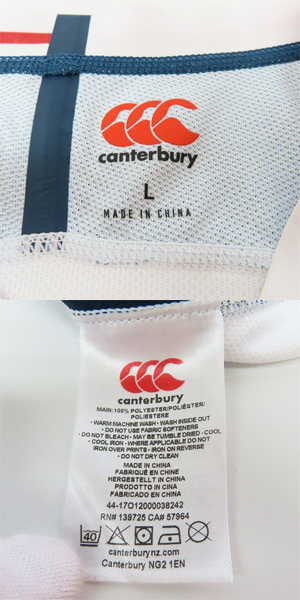 canterbury
L
MADE IN CHINA
canterbury
MAIN: 100% POLYESTER/POLIÉSTER/
POLIESTERE
· WARM MACHINE WASH · WASH INSIDE OUT
· DO NOT USE FABRIC SOFTENERS
· DO NOT BLEACH · MAY BE TUMBLE DRIED · COOL
COOL IRON · WHERE APPLICABLE DO NOT
IRON OVER PRINTS · IRON ON REVERSE
· DO NOT DRY CLEAN
MADE IN CHINA
FABRIQUÉ EN CHINE
HERGESTELLT IN CHINA
PRODOTTO IN CINA
FABRICADO EN CHINA
44-17O12000038242
RN# 139725 CA# 57964
40
canterburynz.com
Canterbury NG2 1EN